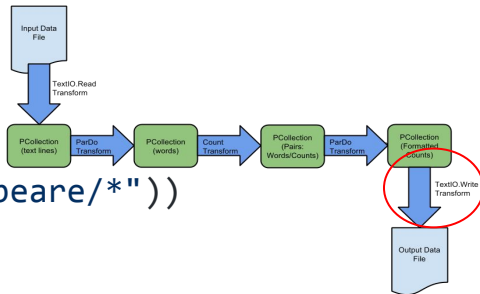 Input Data
File
TextIO.Read
Transform
PCollection
(text lines)
ParDo
Transform
PCollection
(words)
Count
Transform
PCollection
(Pairs:
Words/Counts)
ParDo
Transform
PCollection
(Formatted
Counts)
TextIO.Write
Transform
peare/*"))
Output Data
File